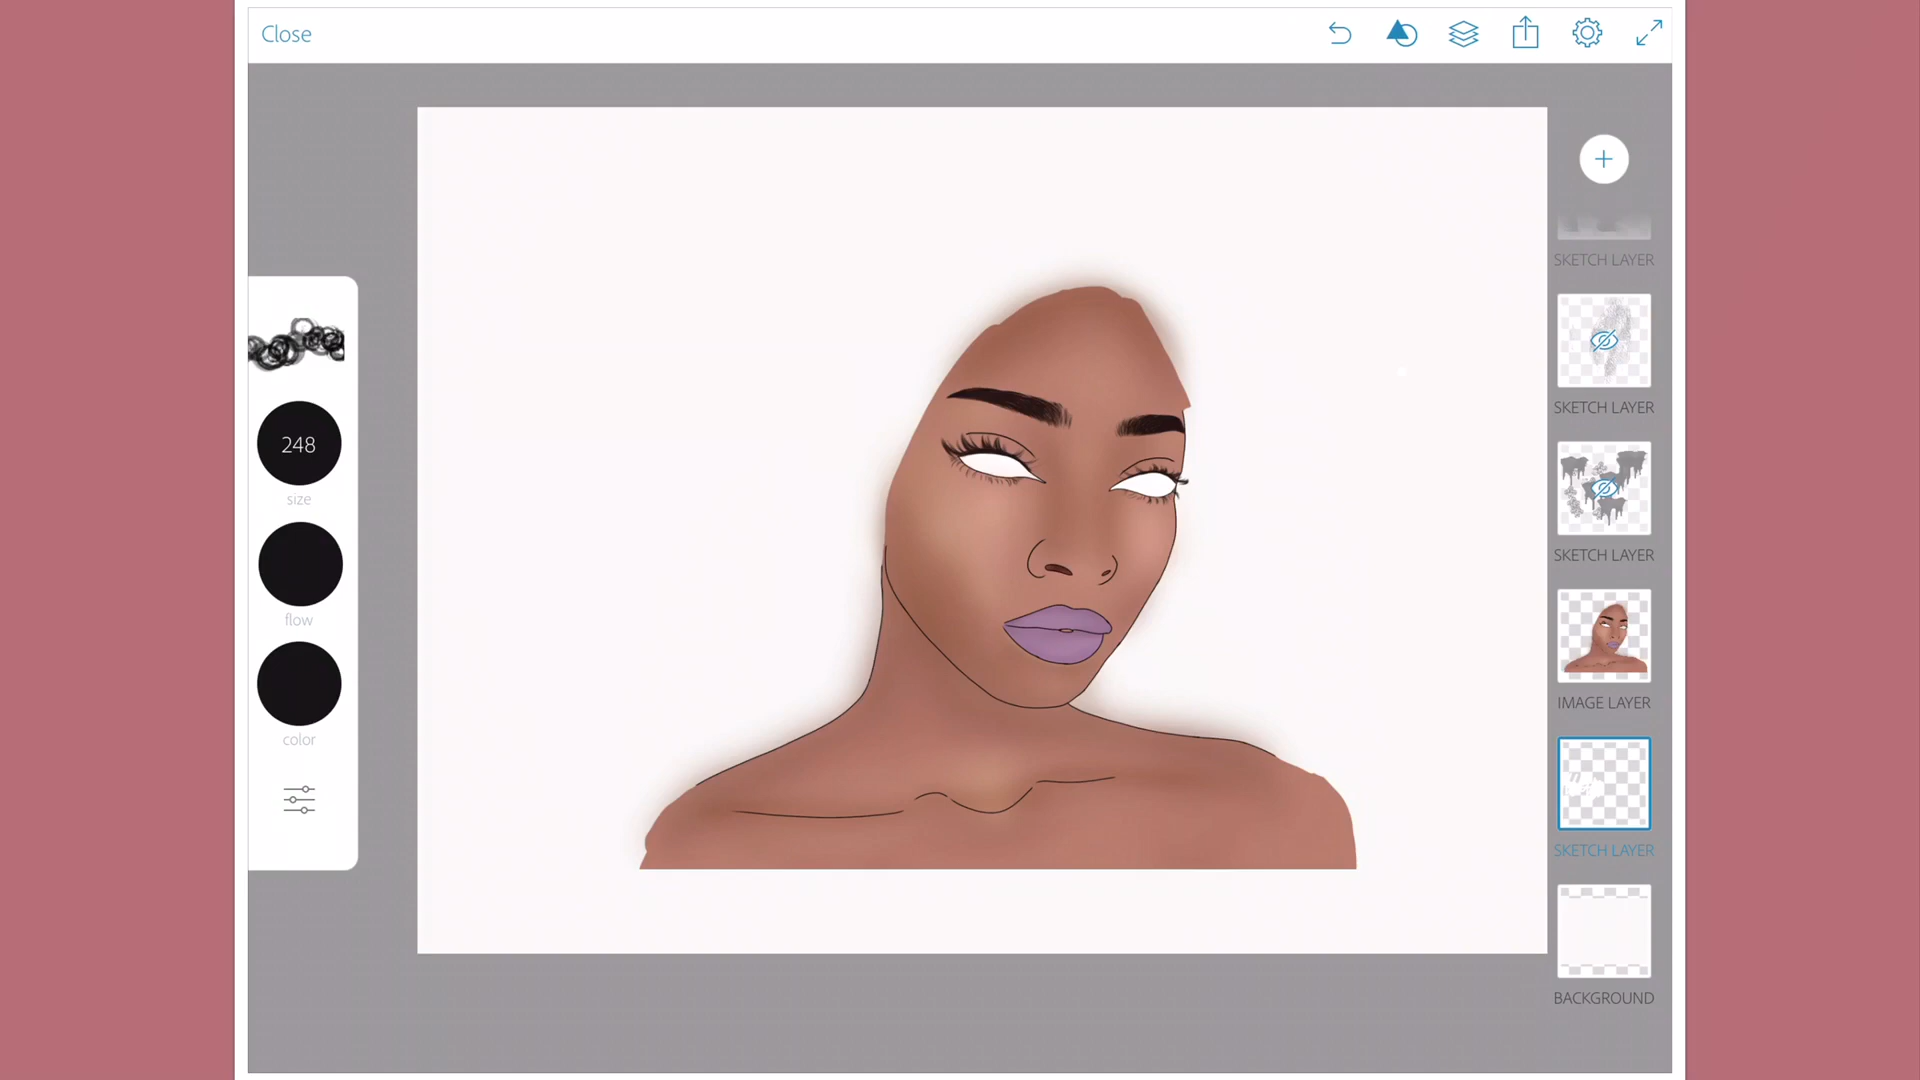 Close
248
size
flow
color
SKETCH LAYER
SKETCH LAYER
SKETCH LAYER
IMAGE LAYER
SKETCH LAYER
BACKGROUND